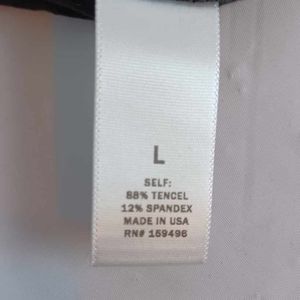 L
SELF:
88% TENCEL
12% SPANDEX
MADE IN USA
RN# 159496